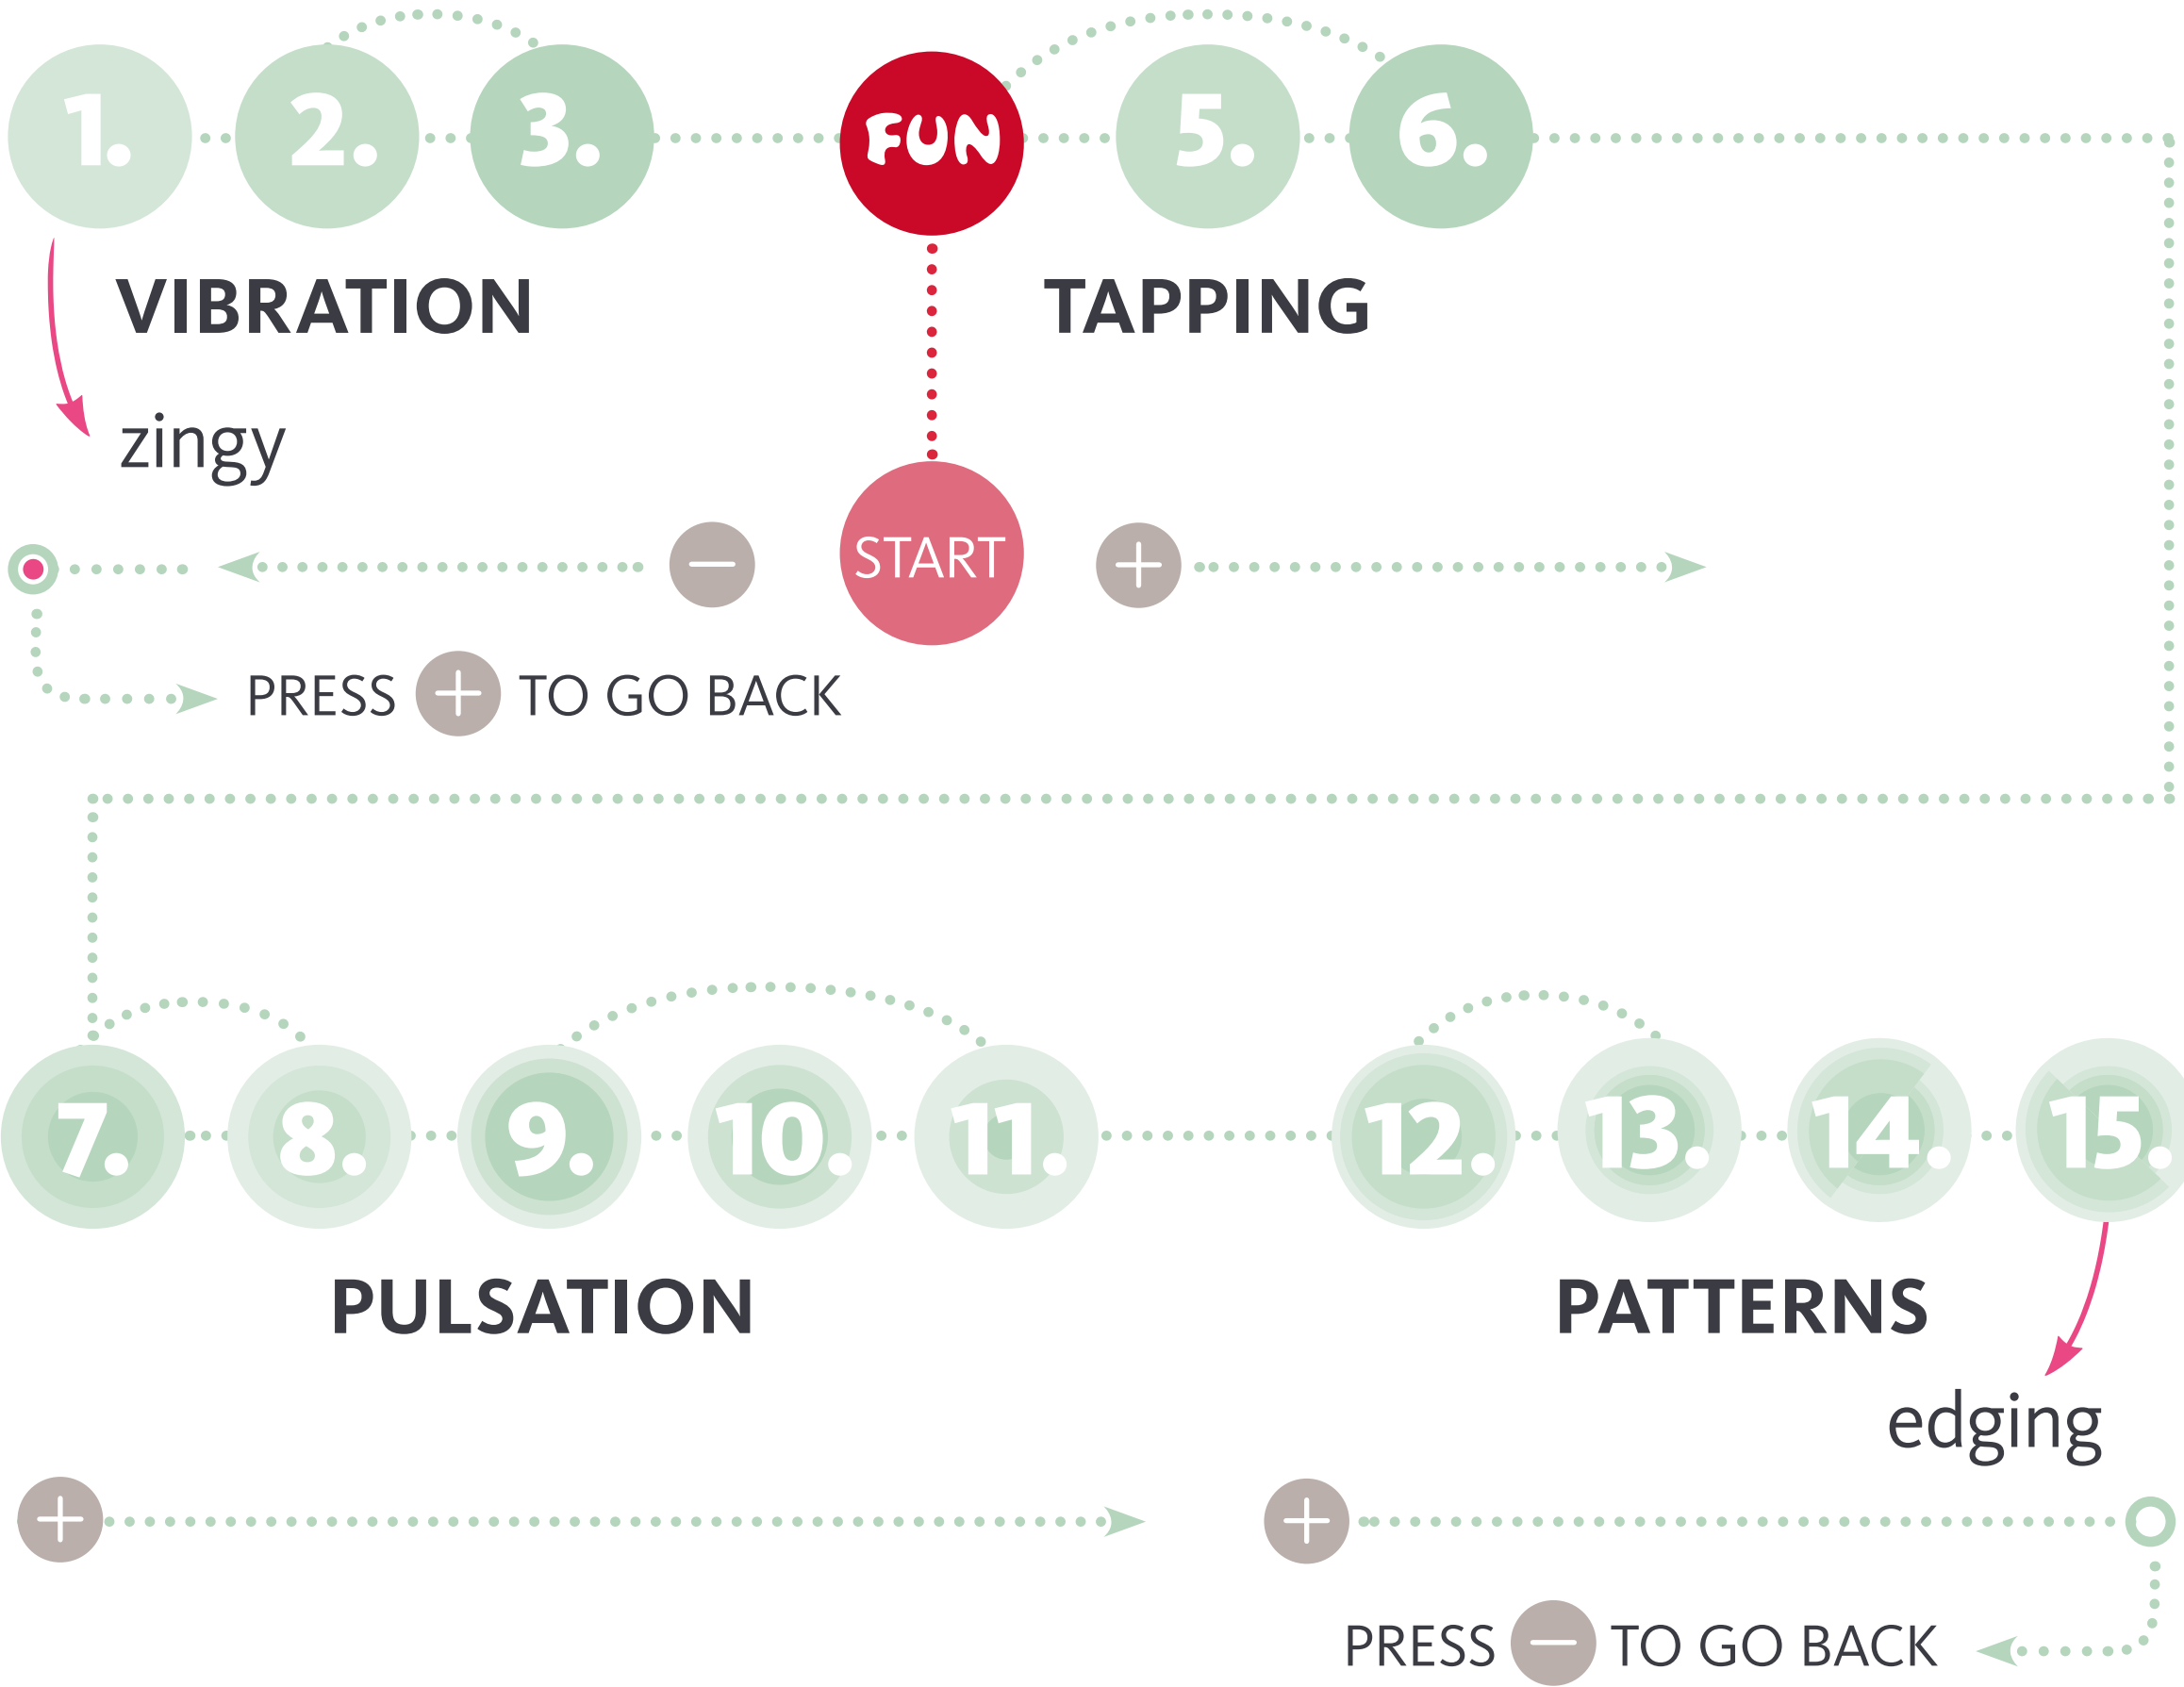 1. 2. 3. FUN 5. 6.
VIBRATION TAPPING
zingy
− START +
PRESS + TO GO BACK
7. 8. 9. 10. 11. 12. 13. 14. 15.
PULSATION PATTERNS
edging
+ +
PRESS − TO GO BACK